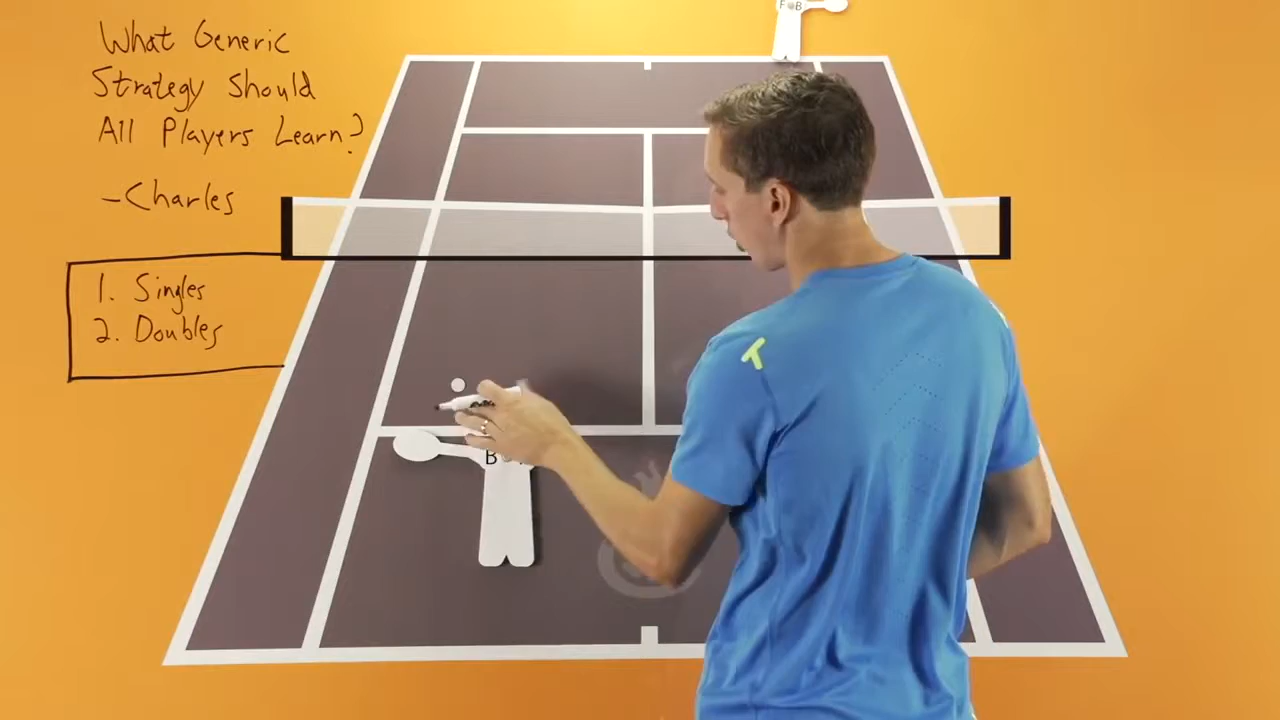 What Generic
Strategy Should
All Players Learn?
-Charles
1. Singles
2. Doubles